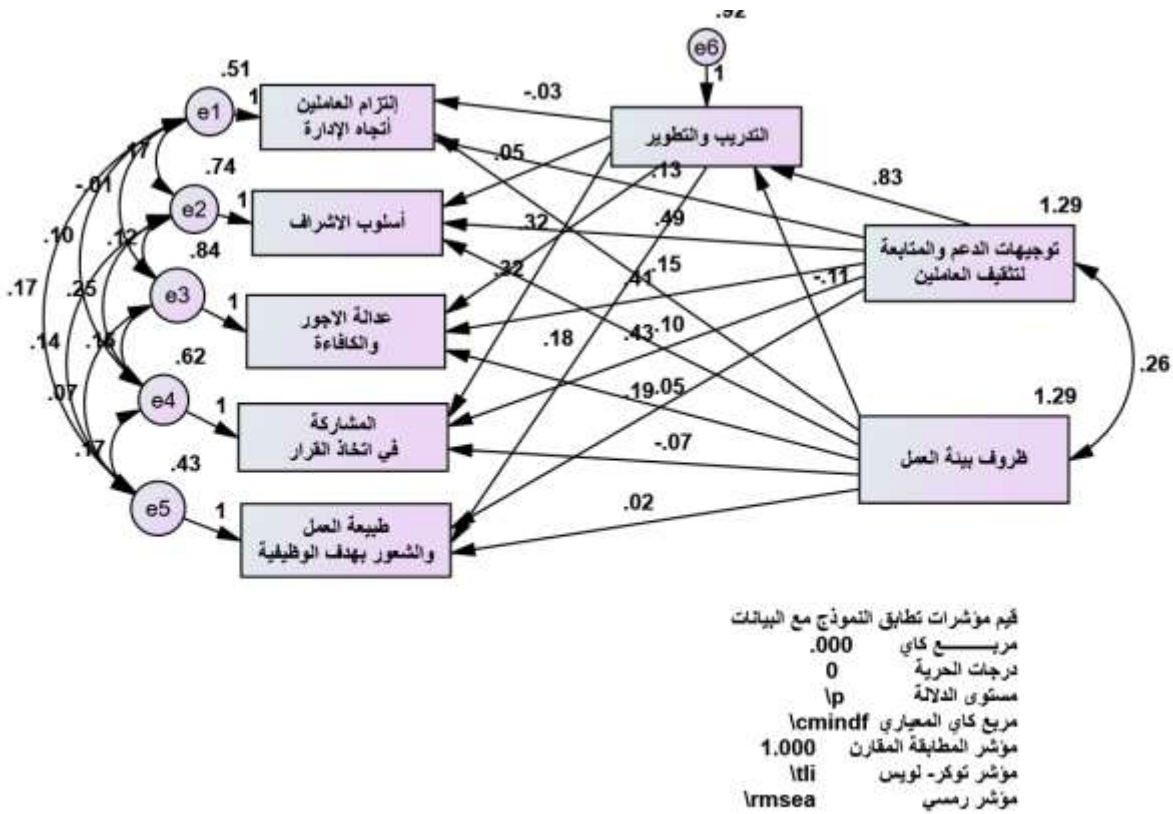 .92
e6
1
.51
e1
1
إلتزام العاملين
أتجاه الإدارة
-.03
التدريب والتطوير
.17
.74
.05
.13
.83
-.01
e2
1
أسلوب الاشراف
.32
.49
1.29
توجيهات الدعم والمتابعة
لتثقيف العاملين
.10
.12
.84
.17
.25
e3
1
عدالة الاجور
والكافاءة
.22
.41
.15
-.11
.14
.62
.18
.43
.10
.26
.07
e4
1
المشاركة
في اتخاذ القرار
.19
.05
1.29
ظروف بيئة العمل
-.07
.17
.43
e5
1
طبيعة العمل
والشعور بهدف الوظيفية
.02
قيم مؤشرات تطابق النموذج مع البيانات
مربـــــع كاي .000
درجات الحرية 0
مستوى الدلالة \p
مربع كاي المعياري \cmindf
مؤشر المطابقة المقارن 1.000
مؤشر توكر- لويس \tli
مؤشر رمسي \rmsea